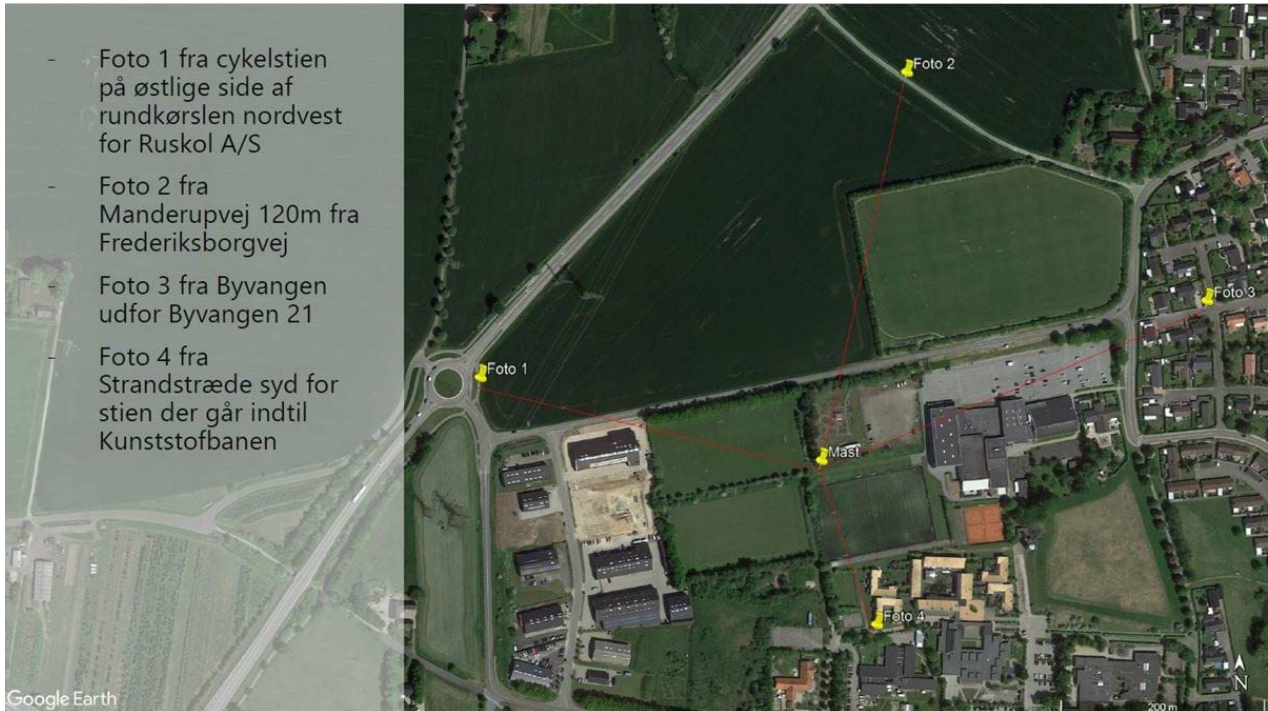 - Foto 1 fra cykelstien
på østlige side af
rundkørslen nordvest
for Ruskol A/S
- Foto 2 fra
Manderupvej 120m fra
Frederiksborgvej
- Foto 3 fra Byvangen
udfor Byvangen 21
- Foto 4 fra
Strandstræde syd for
stien der går indtil
Kunststofbanen
Foto 2
Foto 3
Foto 1
Mast
Foto 4
N
200 m
Google Earth